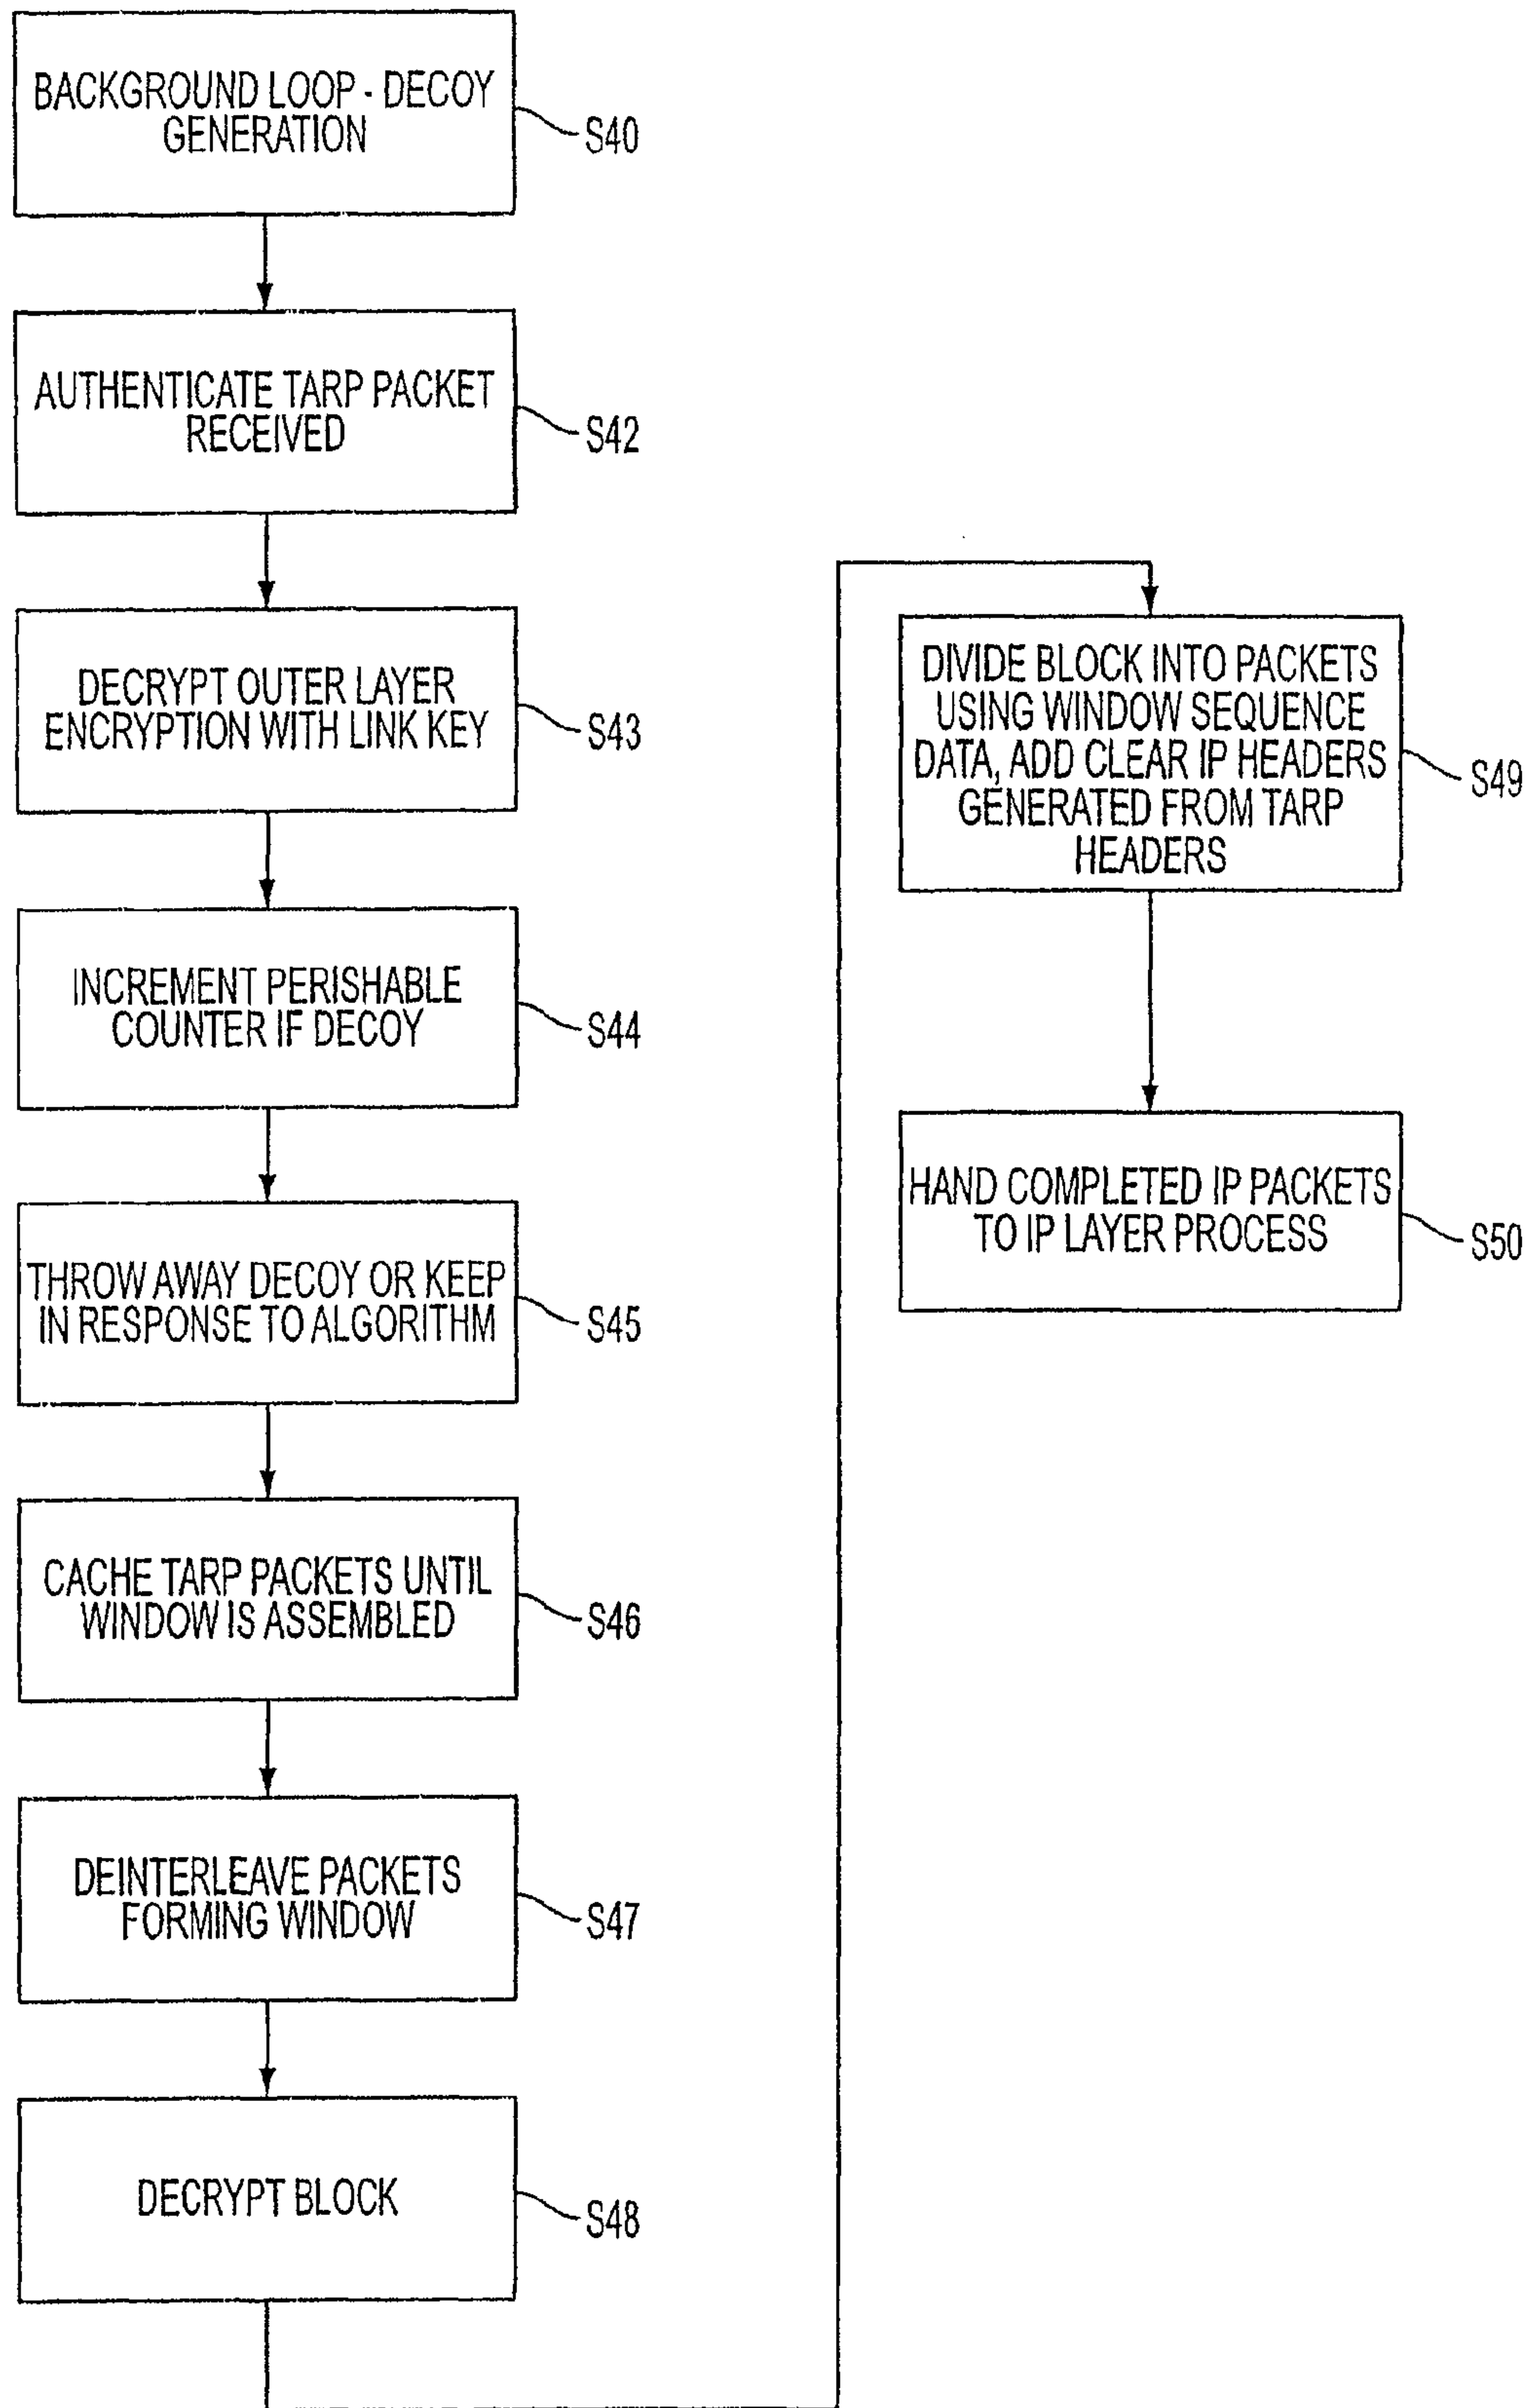 BACKGROUND LOOP - DECOY
GENERATION
S40
AUTHENTICATE TARP PACKET
RECEIVED
S42
DECRYPT OUTER LAYER
ENCRYPTION WITH LINK KEY
S43
INCREMENT PERISHABLE
COUNTER IF DECOY
S44
THROW AWAY DECOY OR KEEP
IN RESPONSE TO ALGORITHM
S45
CACHE TARP PACKETS UNTIL
WINDOW IS ASSEMBLED
S46
DEINTERLEAVE PACKETS
FORMING WINDOW
S47
DECRYPT BLOCK
S48
DIVIDE BLOCK INTO PACKETS
USING WINDOW SEQUENCE
DATA, ADD CLEAR IP HEADERS
GENERATED FROM TARP
HEADERS
S49
HAND COMPLETED IP PACKETS
TO IP LAYER PROCESS
S50